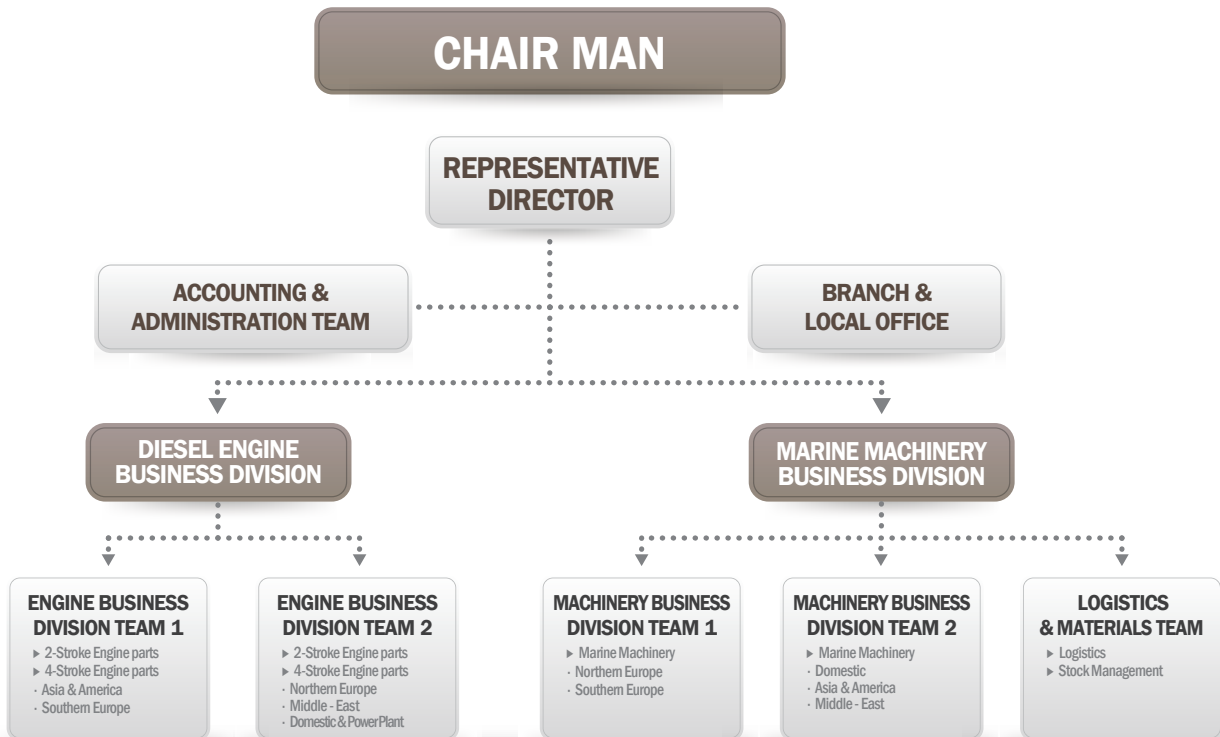 CHAIR MAN
REPRESENTATIVE
DIRECTOR
ACCOUNTING &
ADMINISTRATION TEAM
BRANCH &
LOCAL OFFICE
DIESEL ENGINE
BUSINESS DIVISION
MARINE MACHINERY
BUSINESS DIVISION
ENGINE BUSINESS
DIVISION TEAM 1
▶ 2-Stroke Engine parts
▶ 4-Stroke Engine parts
· Asia & America
· Southern Europe
ENGINE BUSINESS
DIVISION TEAM 2
▶ 2-Stroke Engine parts
▶ 4-Stroke Engine parts
· Northern Europe
· Middle - East
· Domestic & PowerPlant
MACHINERY BUSINESS
DIVISION TEAM 1
▶ Marine Machinery
· Northern Europe
· Southern Europe
MACHINERY BUSINESS
DIVISION TEAM 2
▶ Marine Machinery
· Domestic
· Asia & America
· Middle - East
LOGISTICS
& MATERIALS TEAM
▶ Logistics
▶ Stock Management